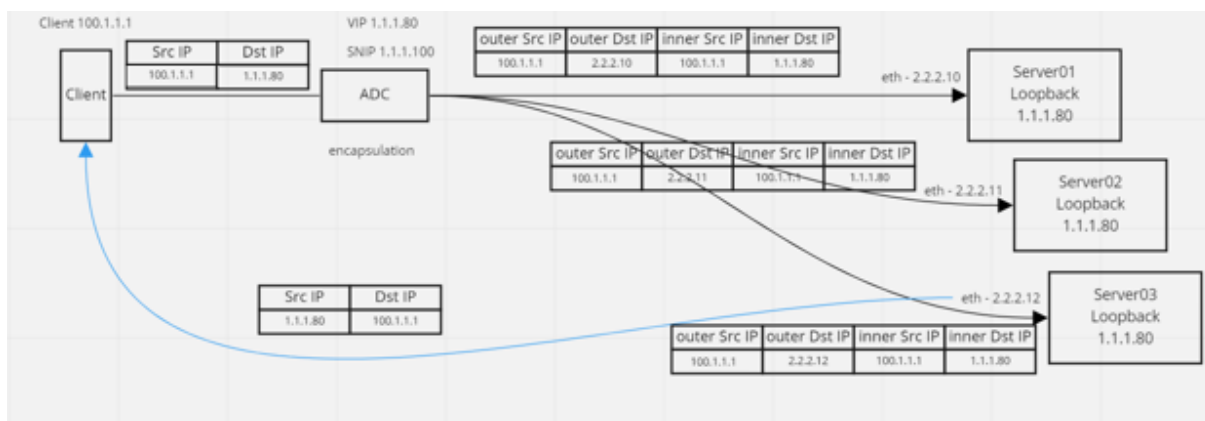 Client 100.1.1.1
VIP 1.1.1.80
SNIP 1.1.1.100
Src IP Dst IP
100.1.1.1 1.1.1.80
Client
ADC
encapsulation
outer Src IP outer Dst IP inner Src IP inner Dst IP
100.1.1.1 2.2.2.10 100.1.1.1 1.1.1.80
eth - 2.2.2.10
Server01
Loopback
1.1.1.80
outer Src IP outer Dst IP inner Src IP inner Dst IP
100.1.1.1 2.2.2.11 100.1.1.1 1.1.1.80
eth - 2.2.2.11
Server02
Loopback
1.1.1.80
Src IP Dst IP
1.1.1.80 100.1.1.1
eth - 2.2.2.12
Server03
Loopback
1.1.1.80
outer Src IP outer Dst IP inner Src IP inner Dst IP
100.1.1.1 2.2.2.12 100.1.1.1 1.1.1.80